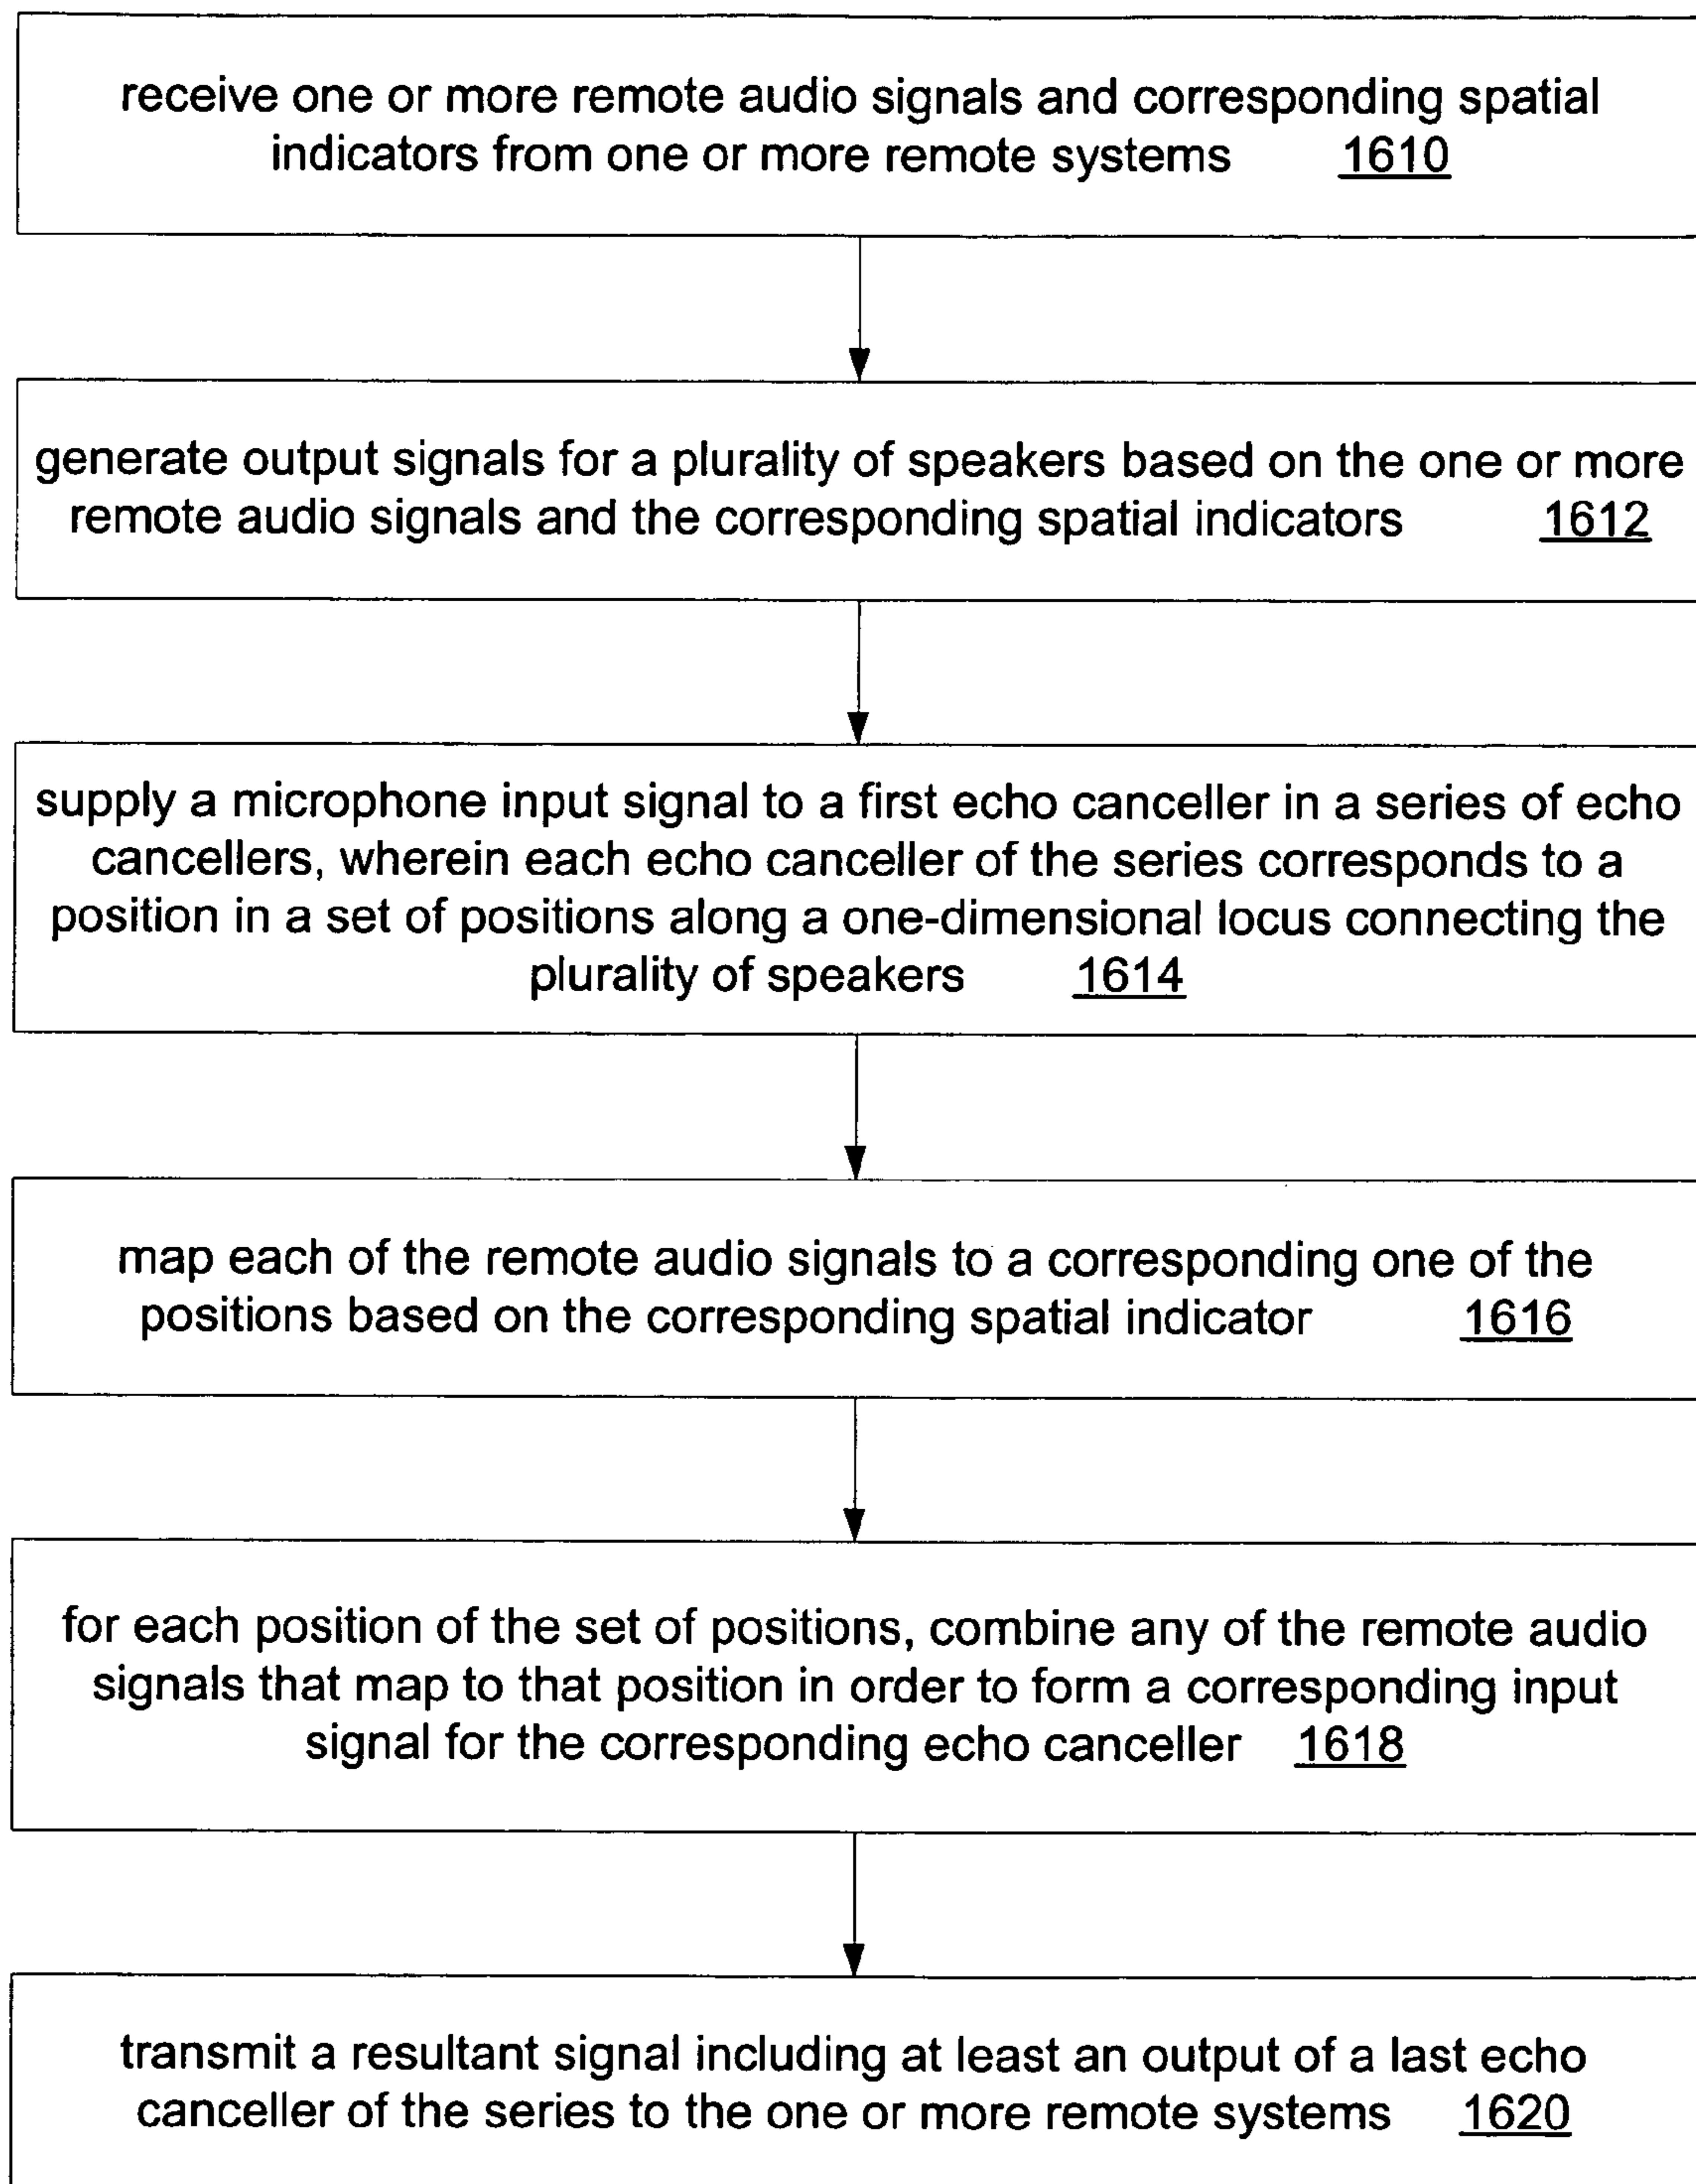 receive one or more remote audio signals and corresponding spatial
indicators from one or more remote systems 1610
generate output signals for a plurality of speakers based on the one or more
remote audio signals and the corresponding spatial indicators 1612
supply a microphone input signal to a first echo canceller in a series of echo
cancellers, wherein each echo canceller of the series corresponds to a
position in a set of positions along a one-dimensional locus connecting the
plurality of speakers 1614
map each of the remote audio signals to a corresponding one of the
positions based on the corresponding spatial indicator 1616
for each position of the set of positions, combine any of the remote audio
signals that map to that position in order to form a corresponding input
signal for the corresponding echo canceller 1618
transmit a resultant signal including at least an output of a last echo
canceller of the series to the one or more remote systems 1620